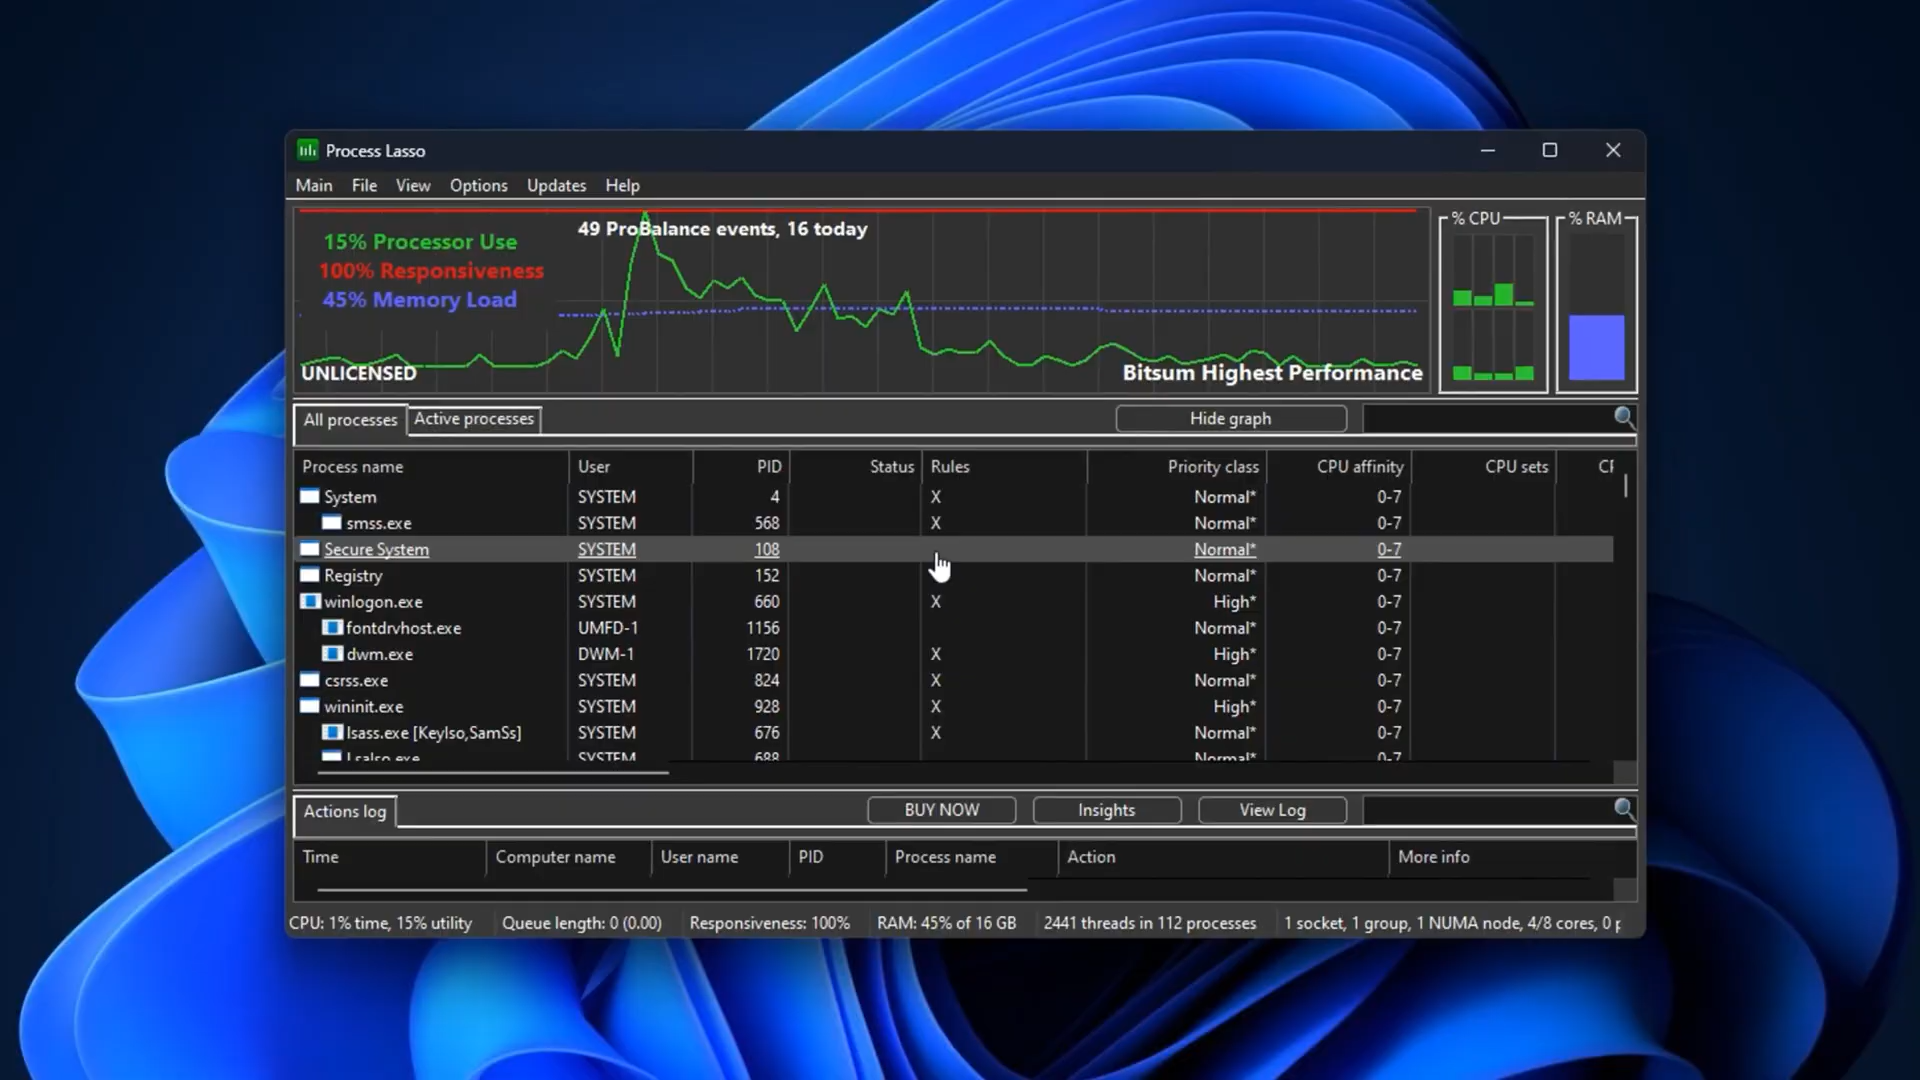 Process Lasso
Main File View Options Updates Help
49 ProBalance events, 16 today
15% Processor Use
100% Responsiveness
45% Memory Load
UNLICENSED
Bitsum Highest Performance
% CPU
% RAM
All processes Active processes Hide graph
Process name User PID Status Rules Priority class CPU affinity CPU sets
System SYSTEM 4 X Normal* 0-7
smss.exe SYSTEM 568 X Normal* 0-7
Secure System SYSTEM 108 Normal* 0-7
Registry SYSTEM 152 Normal* 0-7
winlogon.exe SYSTEM 660 X High* 0-7
fontdrvhost.exe UMFD-1 1156 Normal* 0-7
dwm.exe DWM-1 1720 X High* 0-7
csrss.exe SYSTEM 824 X Normal* 0-7
wininit.exe SYSTEM 928 X High* 0-7
lsass.exe [KeyIso,SamSs] SYSTEM 676 X Normal* 0-7
SYSTEM 688 Normal* 0-7
Actions log BUY NOW Insights View Log
Time Computer name User name PID Process name Action More info
CPU: 1% time, 15% utility Queue length: 0 (0.00) Responsiveness: 100% RAM: 45% of 16 GB 2441 threads in 112 processes 1 socket, 1 group, 1 NUMA node, 4/8 cores, 0